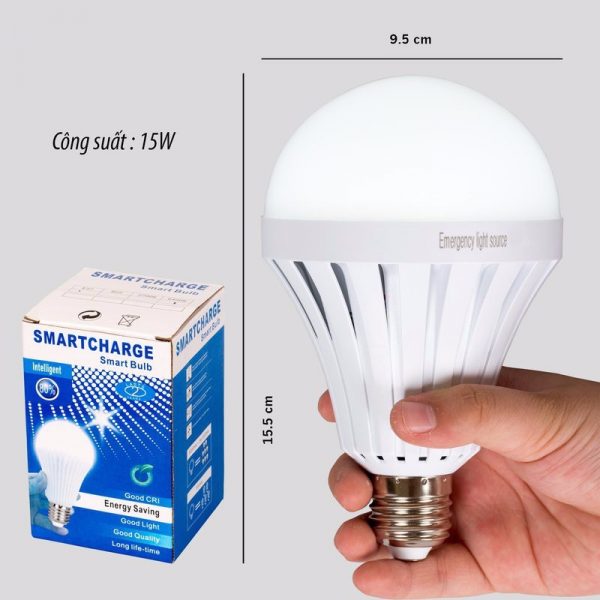 9.5 cm
Công suất : 15W
Emergency light source
15.5 cm
SMARTCHARGE
Smart Bulb
SMARTCHARGE
Smart Bulb
Intelligent
80%
Good CRI
Energy Saving
Good Light
Good Quality
Long life-time